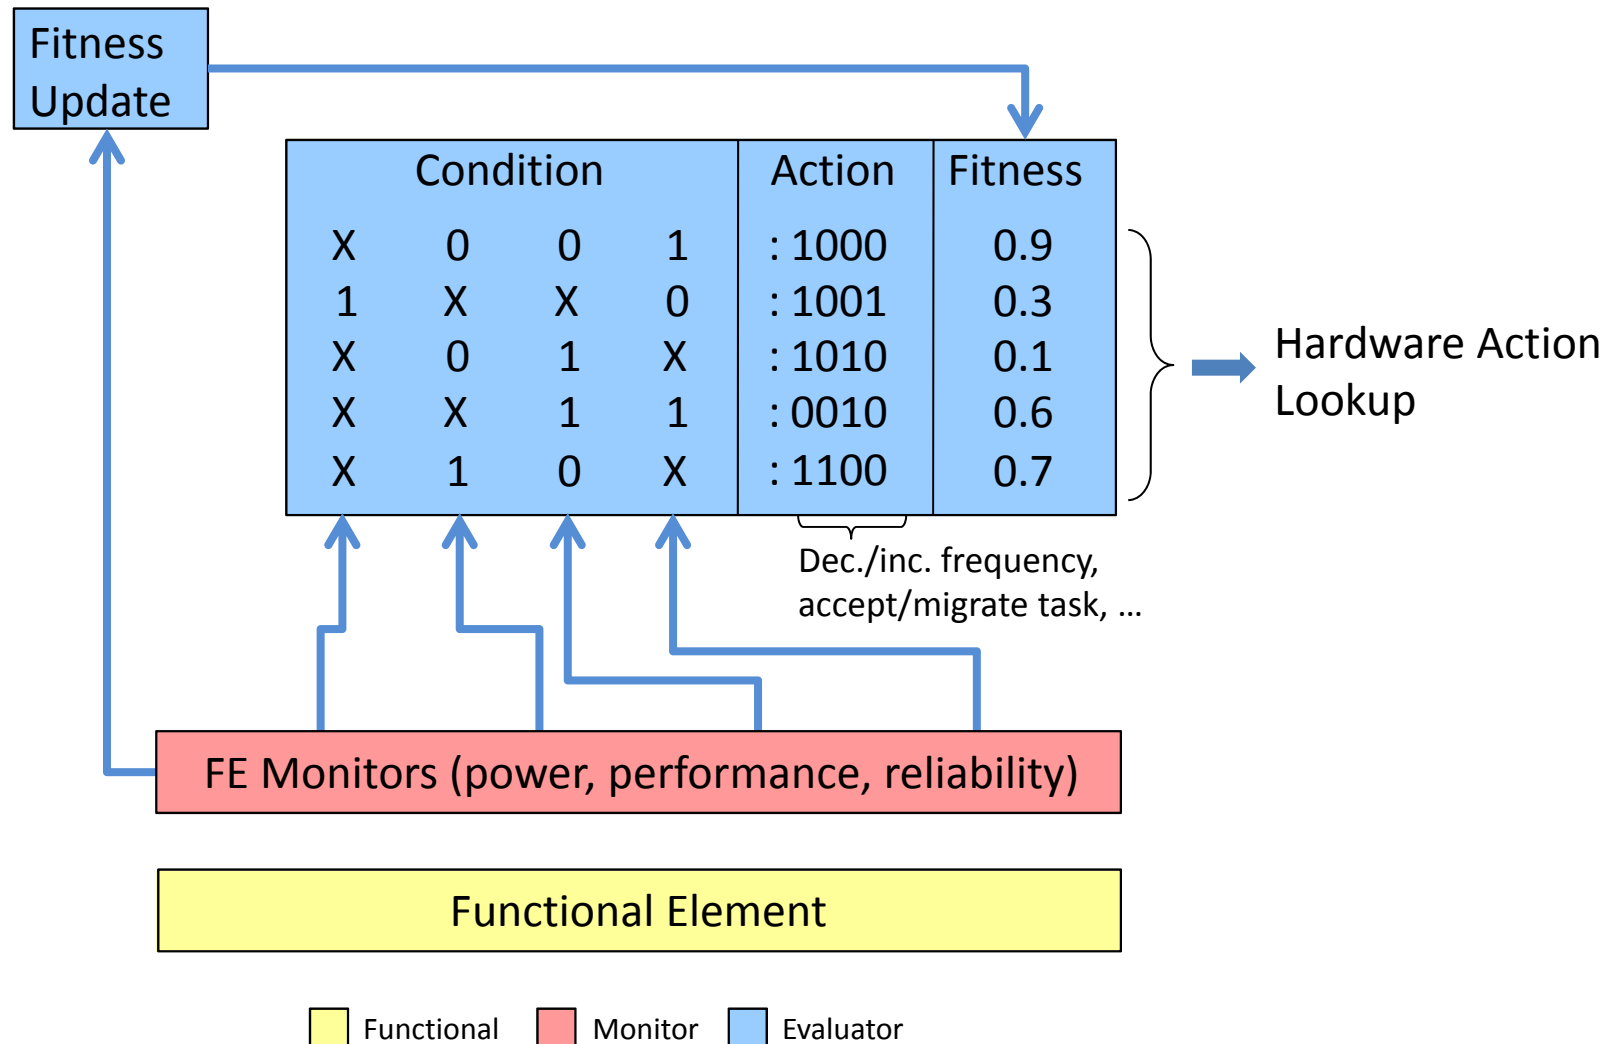 Fitness
Update
Condition Action Fitness
X 0 0 1 : 1000 0.9
1 X X 0 : 1001 0.3
X 0 1 X : 1010 0.1
X X 1 1 : 0010 0.6
X 1 0 X : 1100 0.7
Hardware Action
Lookup
Dec./inc. frequency,
accept/migrate task, ...
FE Monitors (power, performance, reliability)
Functional Element
Functional Monitor Evaluator